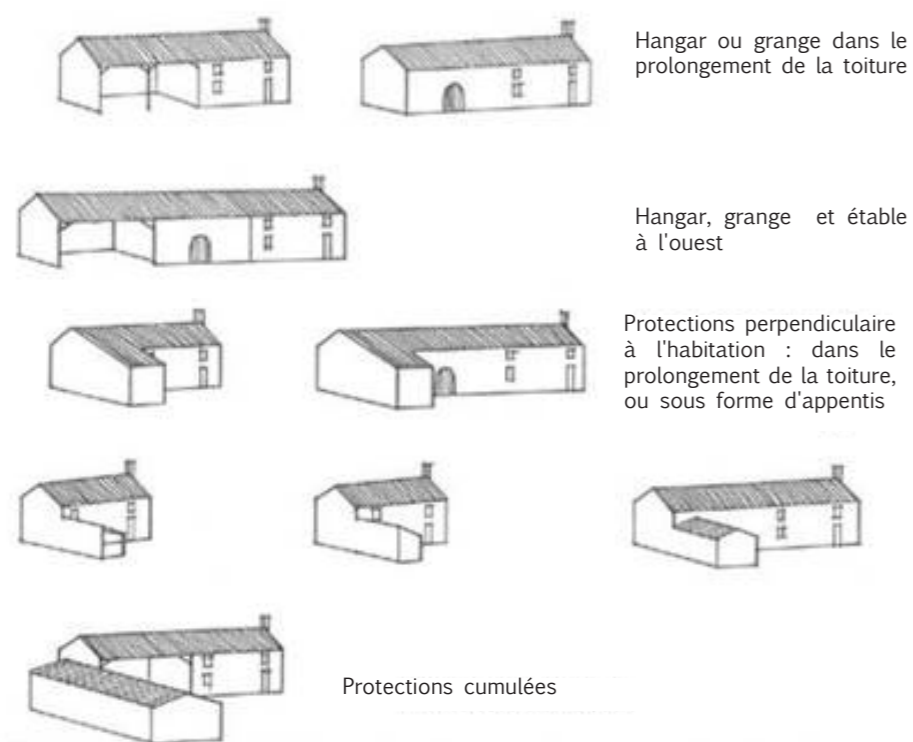 Hangar ou grange dans le
prolongement de la toiture
Hangar, grange et étable
à l'ouest
Protections perpendiculaire
à l'habitation : dans le
prolongement de la toiture,
ou sous forme d'appentis
Protections cumulées